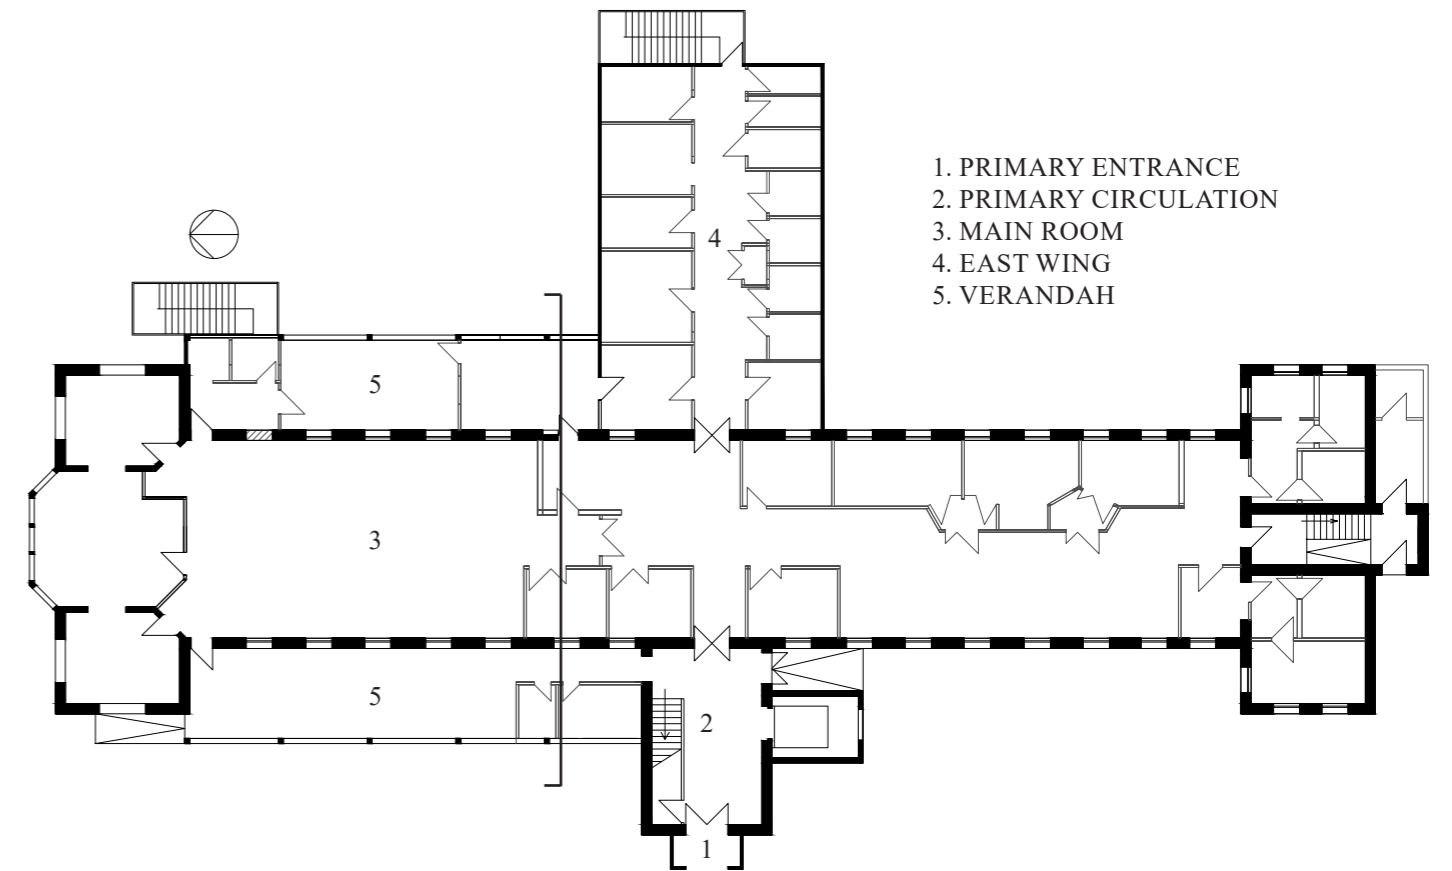 1. PRIMARY ENTRANCE
2. PRIMARY CIRCULATION
3. MAIN ROOM
4. EAST WING
5. VERANDAH
4
5
3
5
2
1